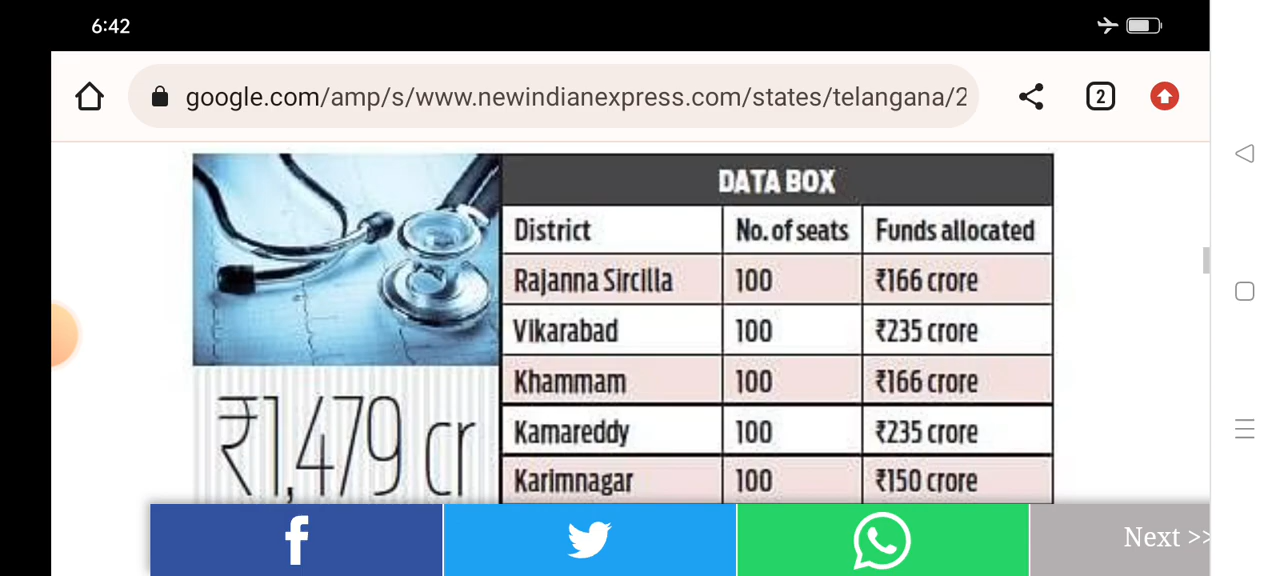 6:42
google.com/amp/s/www.newindianexpress.com/states/telangana/2
2
DATA BOX
District No. of seats Funds allocated
Rajanna Sircilla 100 ₹166 crore
Vikarabad 100 ₹235 crore
Khammam 100 ₹166 crore
Kamareddy 100 ₹235 crore
Karimnagar 100 ₹150 crore
₹1,479 cr
Next >>